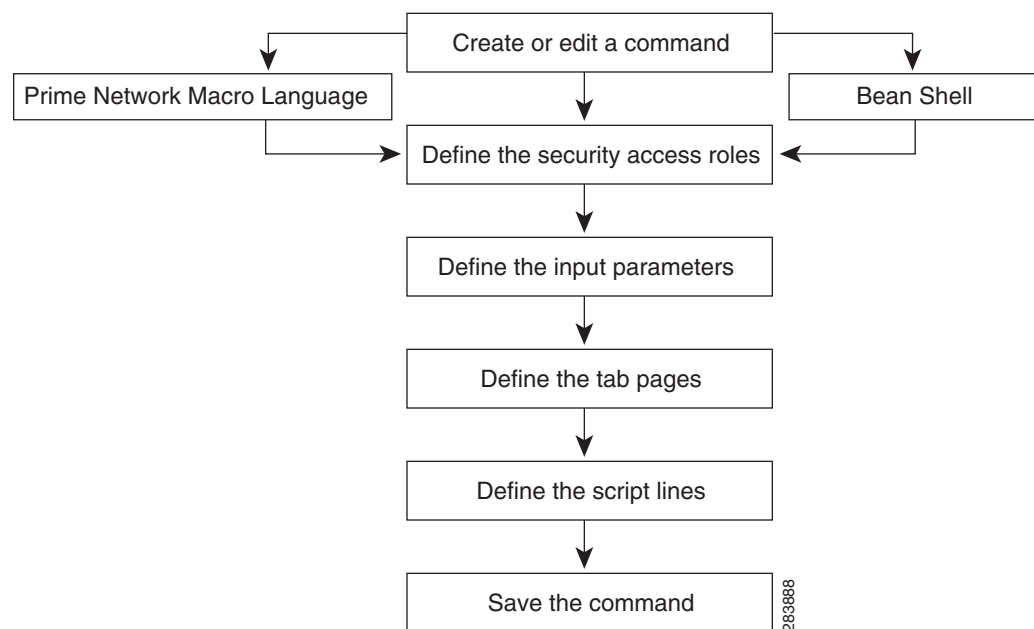 Create or edit a command
Prime Network Macro Language
Bean Shell
Define the security access roles
Define the input parameters
Define the tab pages
Define the script lines
Save the command
283888